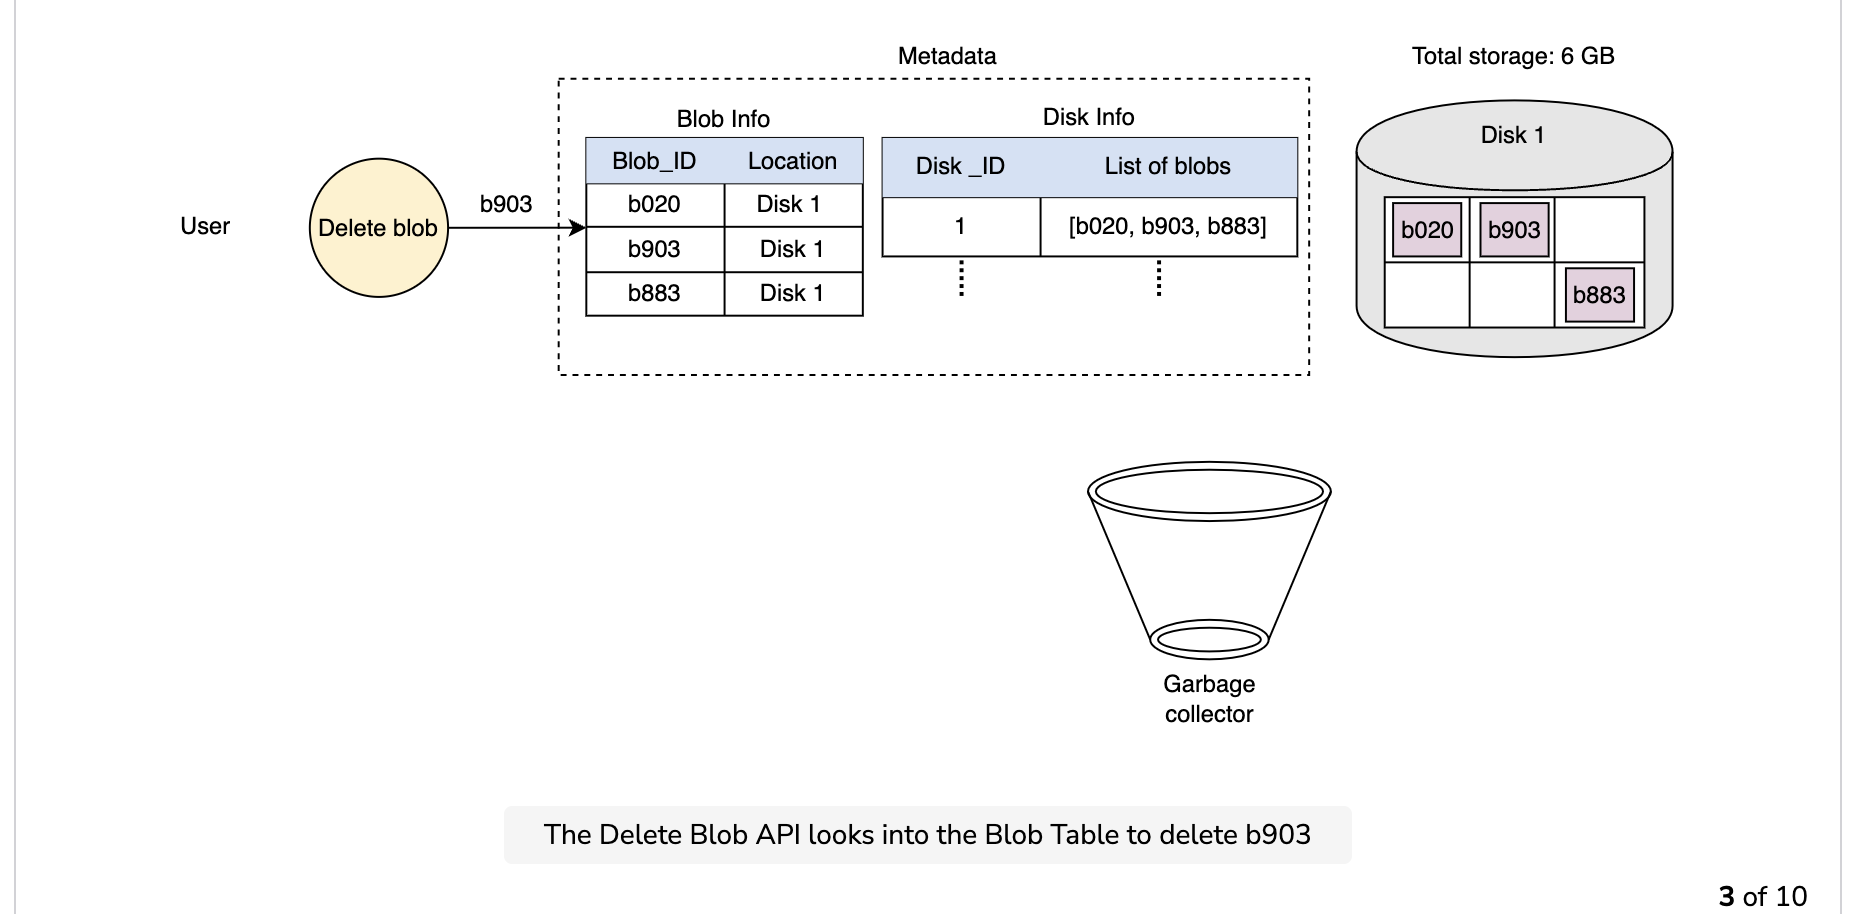 Metadata
Total storage: 6 GB
Blob Info
Disk Info
Disk 1
Blob_ID Location
Disk _ID List of blobs
User
Delete blob
b903
b020 Disk 1
b903 Disk 1
b883 Disk 1
1 [b020, b903, b883]
b020 b903
b883
Garbage
collector
The Delete Blob API looks into the Blob Table to delete b903
3 of 10